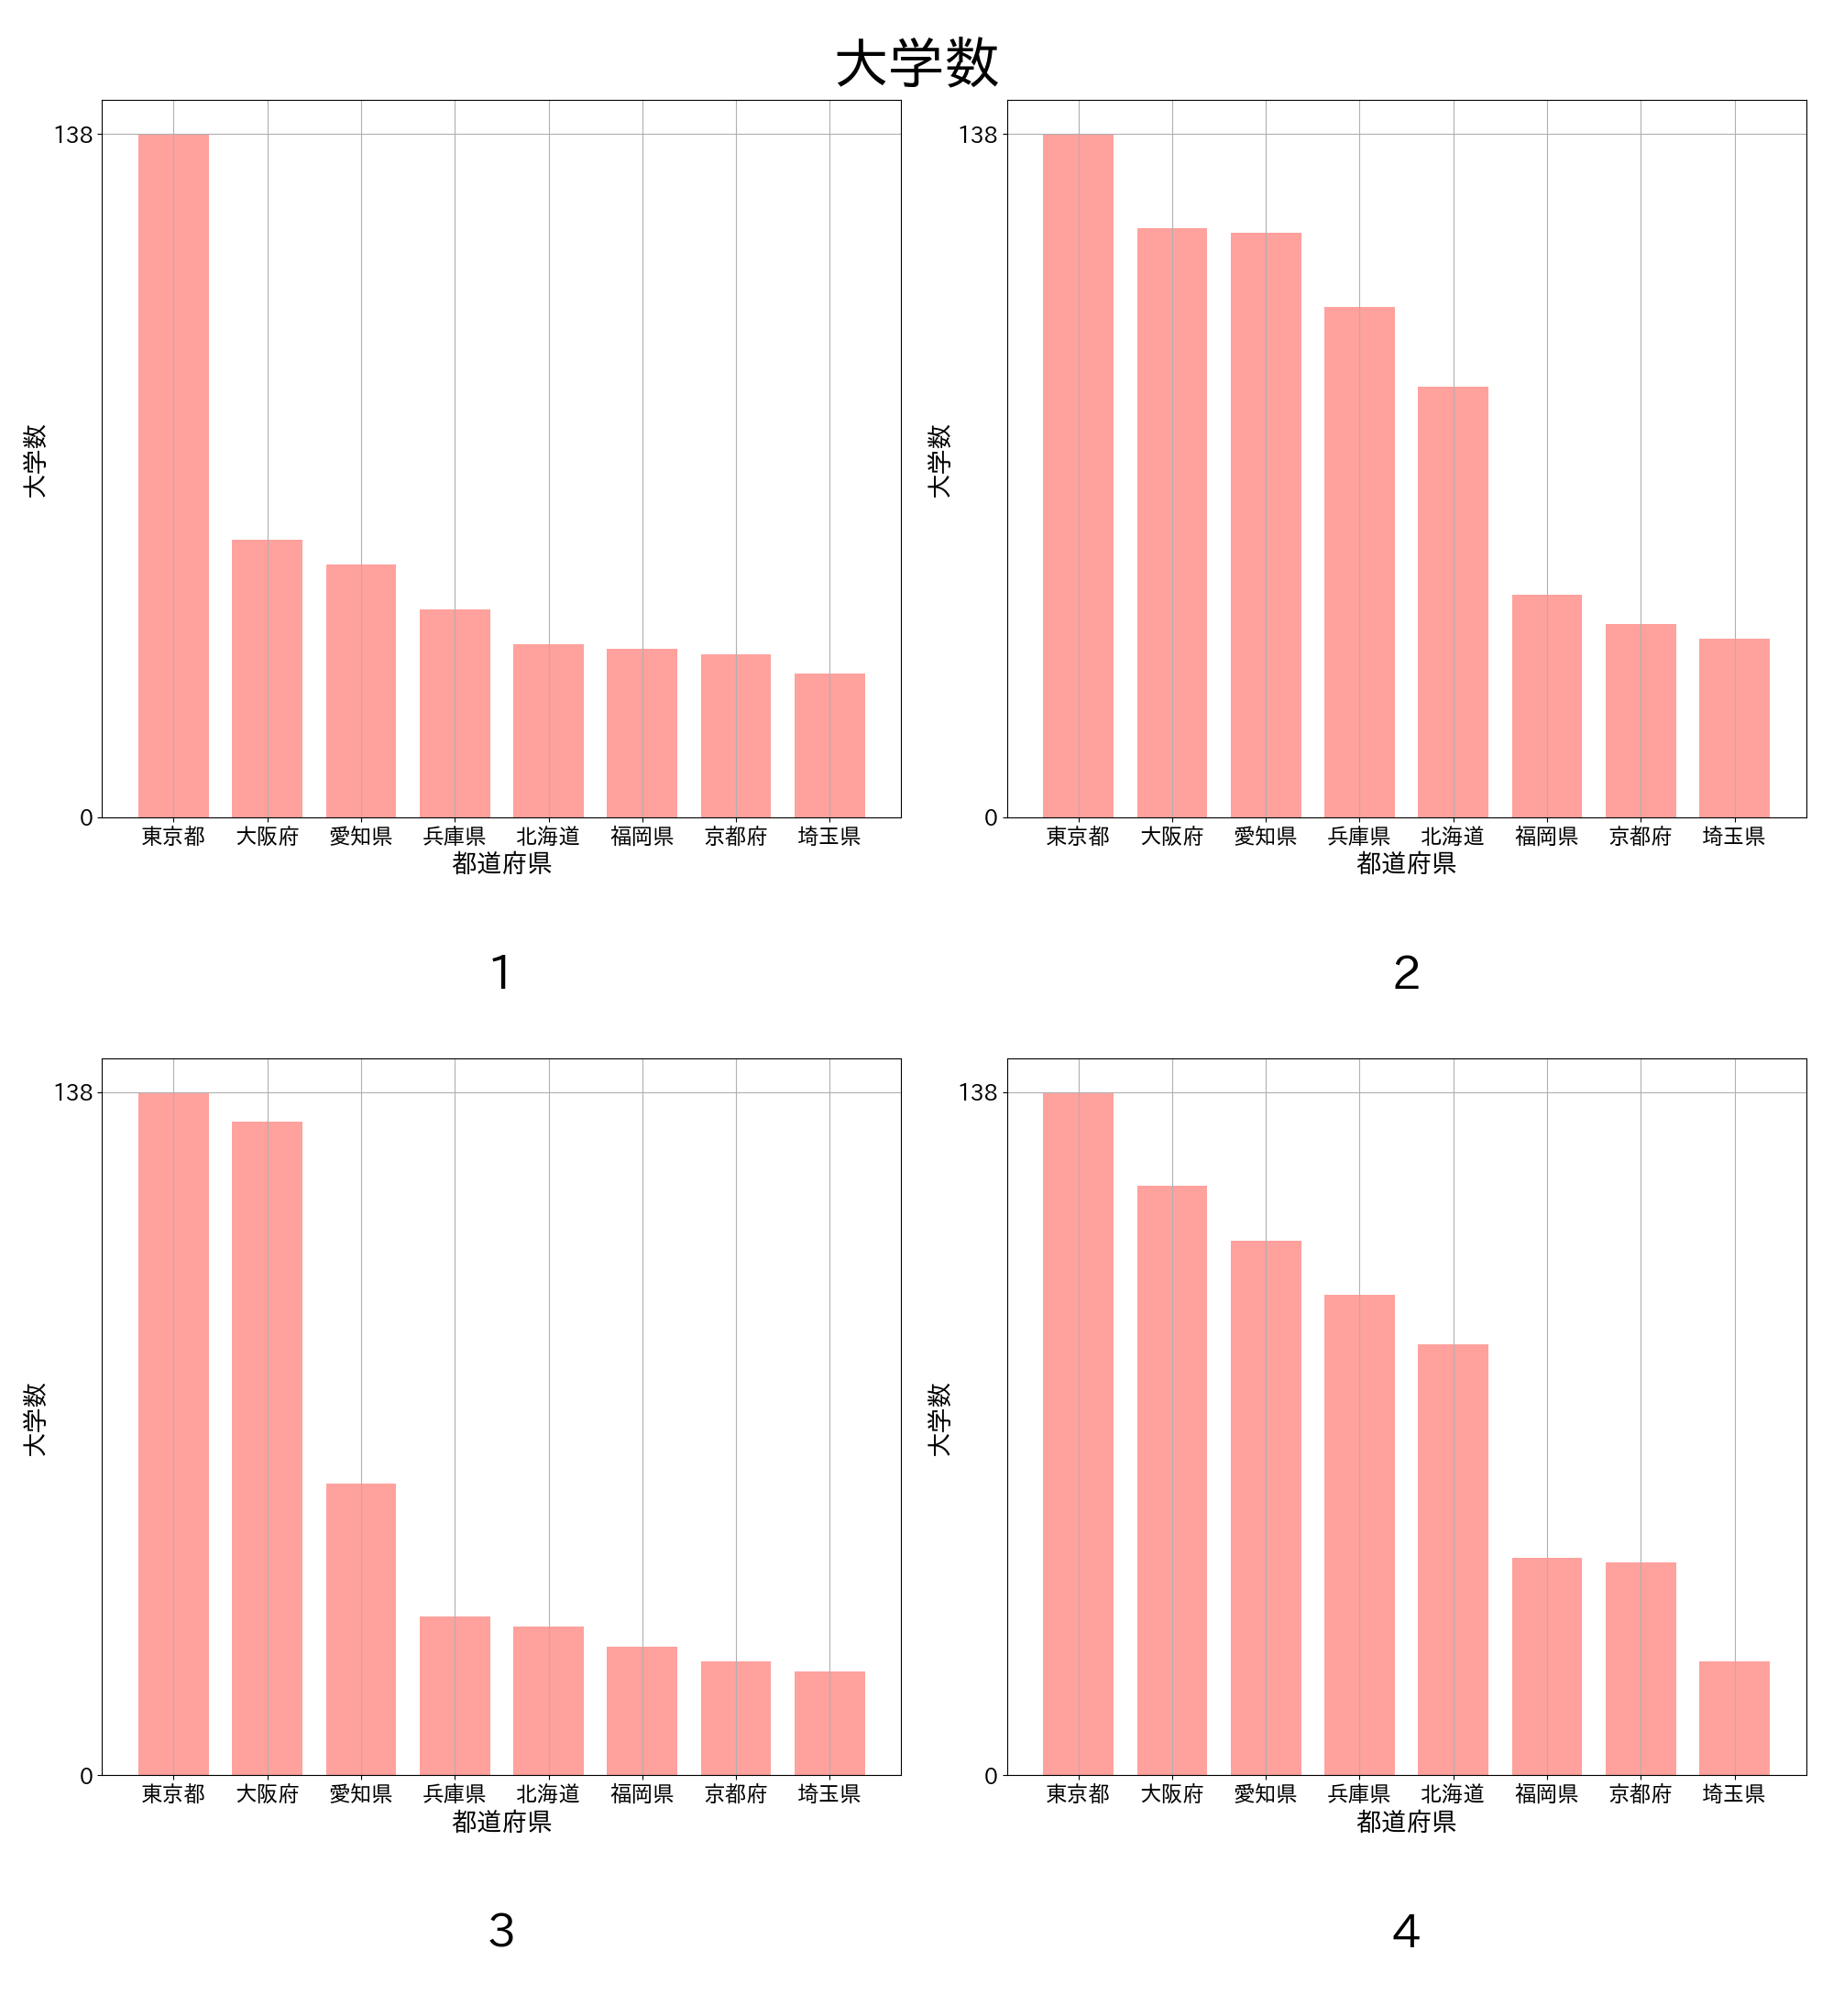 大学数
138
大学数
0
東京都 大阪府 愛知県 兵庫県 北海道 福岡県 京都府 埼玉県
都道府県
1
138
大学数
0
東京都 大阪府 愛知県 兵庫県 北海道 福岡県 京都府 埼玉県
都道府県
2
138
大学数
0
東京都 大阪府 愛知県 兵庫県 北海道 福岡県 京都府 埼玉県
都道府県
3
138
大学数
0
東京都 大阪府 愛知県 兵庫県 北海道 福岡県 京都府 埼玉県
都道府県
4